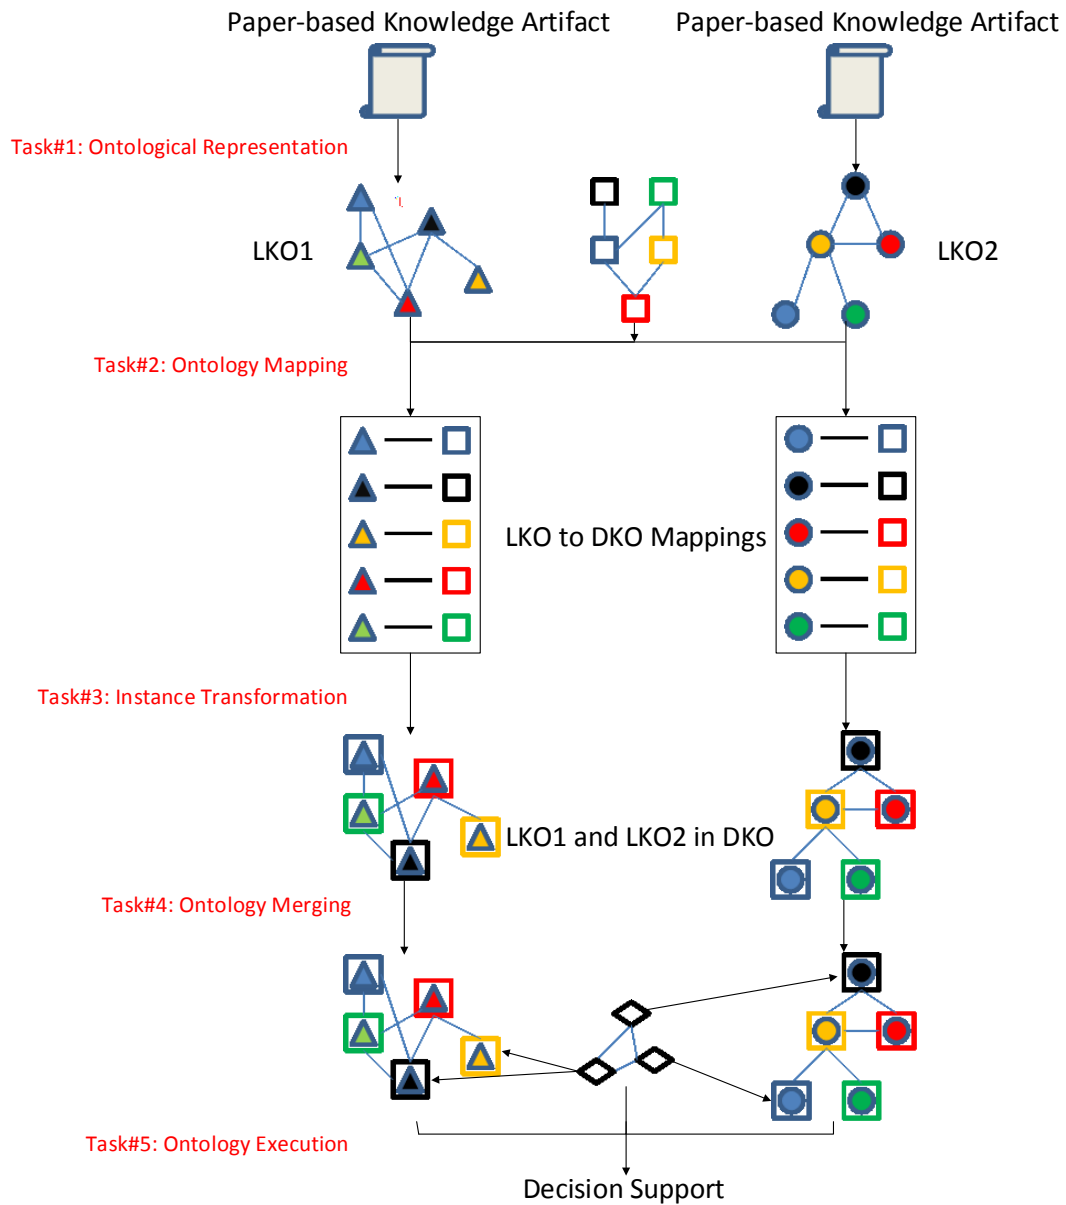 Paper-based Knowledge Artifact
Paper-based Knowledge Artifact
Task#1: Ontological Representation
LKO1
LKO2
Task#2: Ontology Mapping
LKO to DKO Mappings
Task#3: Instance Transformation
LKO1 and LKO2 in DKO
Task#4: Ontology Merging
Task#5: Ontology Execution
Decision Support